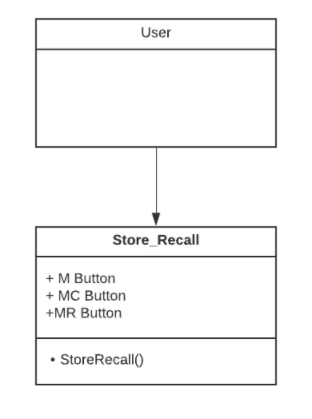 User
Store_Recall
+ M Button
+ MC Button
+MR Button
• StoreRecall()